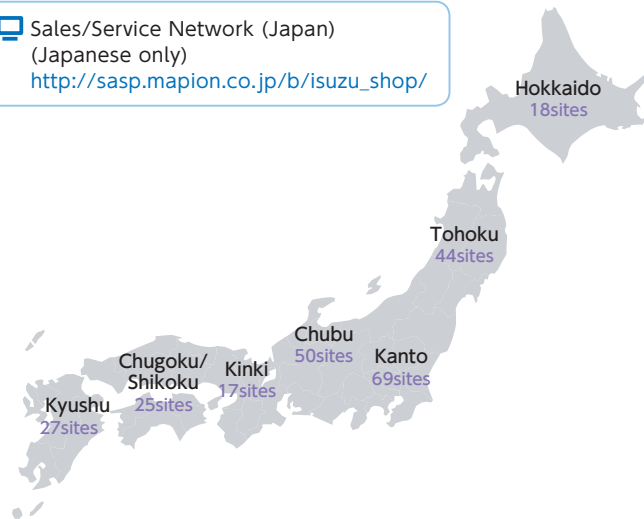 Sales/Service Network (Japan)
(Japanese only)
http://sasp.mapion.co.jp/b/isuzu_shop/
Hokkaido
18sites
Tohoku
44sites
Chubu
50sites
Kanto
69sites
Kinki
17sites
Chugoku/
Shikoku
25sites
Kyushu
27sites